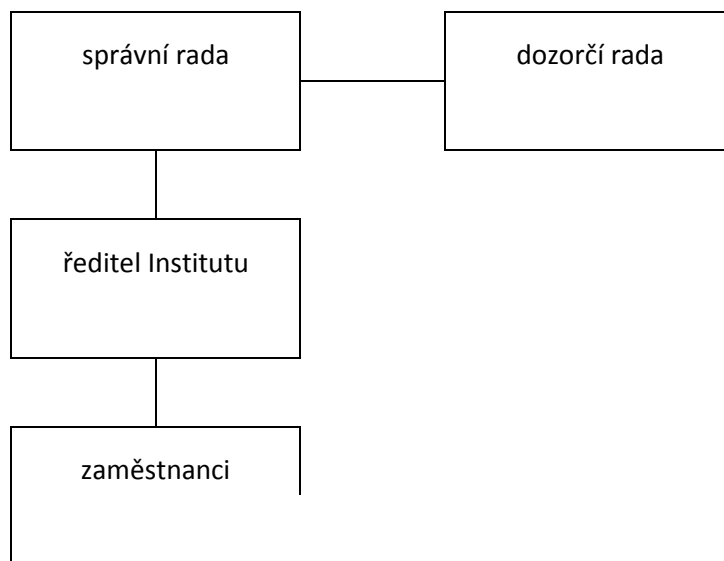 správní rada
dozorčí rada
ředitel Institutu
zaměstnanci